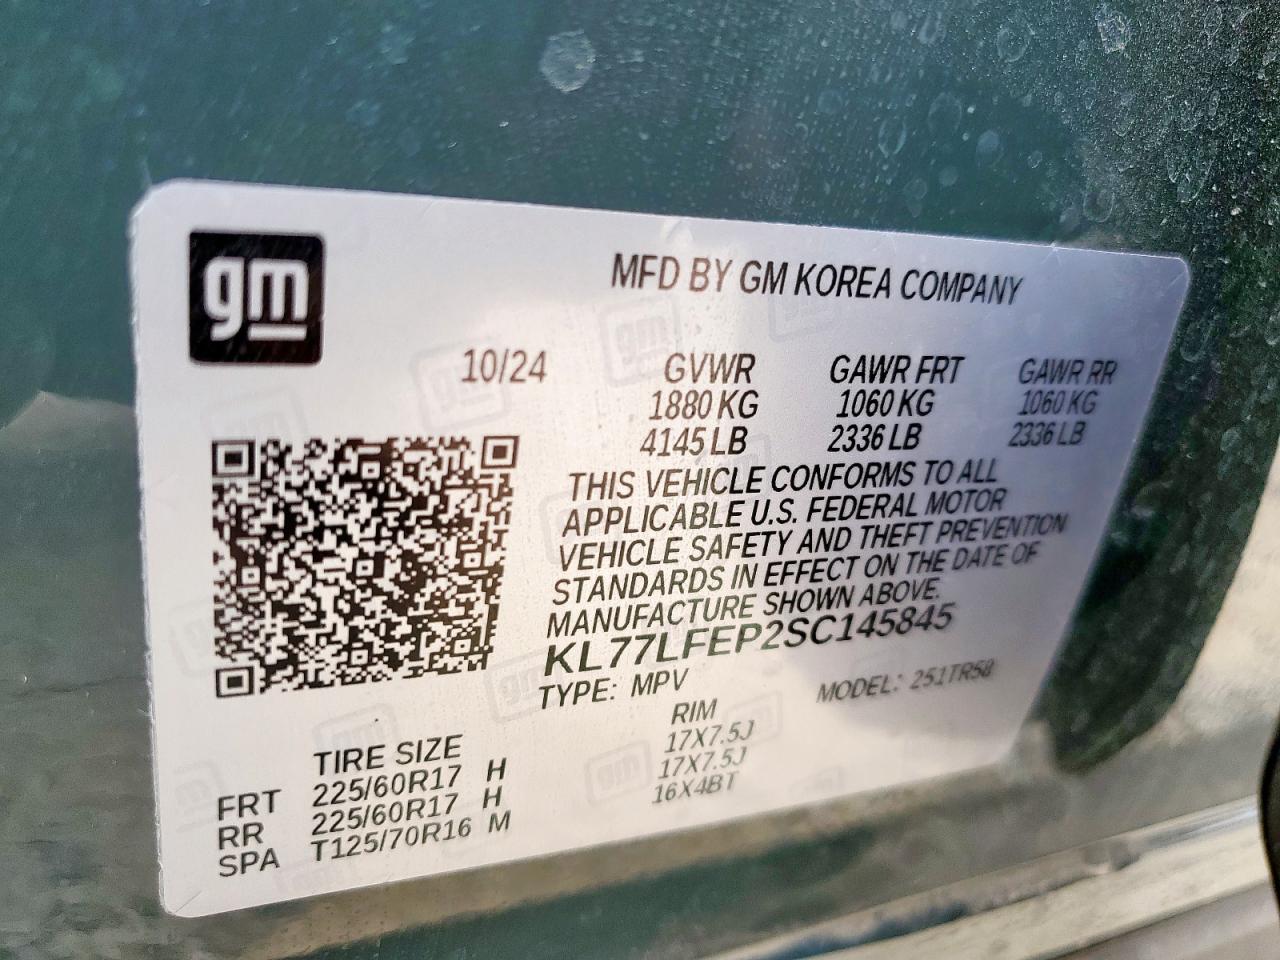 gm
MFD BY GM KOREA COMPANY
10/24 GVWR GAWR FRT GAWR RR
1880 KG 1060 KG 1060 KG
4145 LB 2336 LB 2336 LB
THIS VEHICLE CONFORMS TO ALL
APPLICABLE U.S. FEDERAL MOTOR
VEHICLE SAFETY AND THEFT PREVENTION
STANDARDS IN EFFECT ON THE DATE OF
MANUFACTURE SHOWN ABOVE.
KL77LFEP2SC145845
TYPE: MPV MODEL: 251TR58
TIRE SIZE RIM
FRT 225/60R17 H 17X7.5J
RR 225/60R17 H 17X7.5J
SPA T125/70R16 M 16X4BT